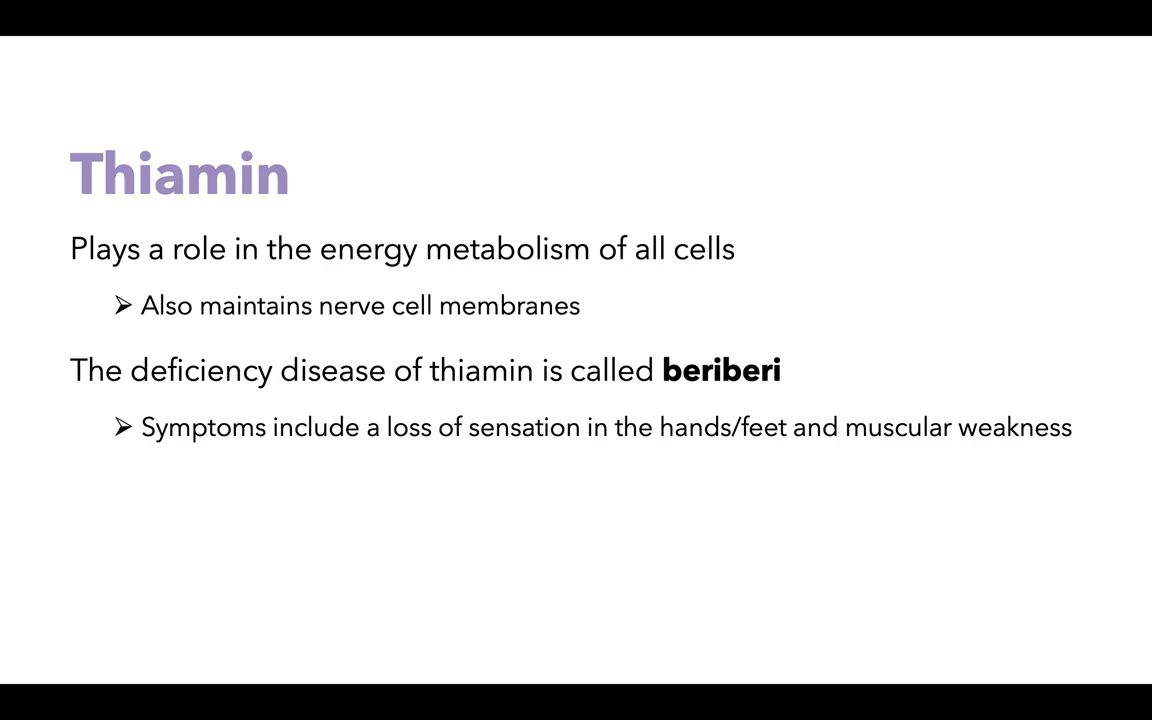 Thiamin
Plays a role in the energy metabolism of all cells
➢ Also maintains nerve cell membranes
The deficiency disease of thiamin is called beriberi
➢ Symptoms include a loss of sensation in the hands/feet and muscular weakness